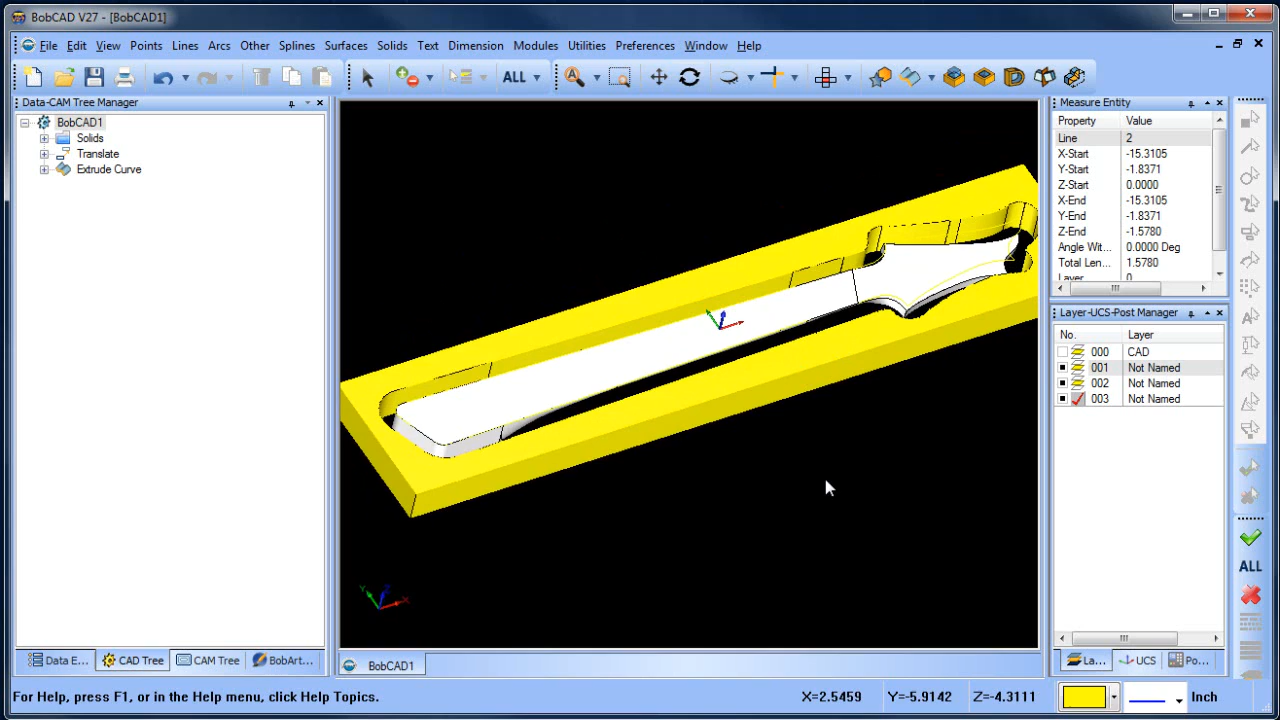 BobCAD V27 - [BobCAD1]
File Edit View Points Lines Arcs Other Splines Surfaces Solids Text Dimension Modules Utilities Preferences Window Help
ALL
Data-CAM Tree Manager
BobCAD1
Solids
Translate
Extrude Curve
Data E... CAD Tree CAM Tree BobArt...
BobCAD1
Measure Entity
Property Value
Line 2
X-Start -15.3105
Y-Start -1.8371
Z-Start 0.0000
X-End -15.3105
Y-End -1.8371
Z-End -1.5780
Angle Wit... 0.0000 Deg
Total Len... 1.5780
Layer 0
Layer-UCS-Post Manager
No. Layer
000 CAD
001 Not Named
002 Not Named
003 Not Named
La... UCS Po...
ALL
Y Z X
For Help, press F1, or in the Help menu, click Help Topics.
X=2.5459 Y=-5.9142 Z=-4.3111 Inch